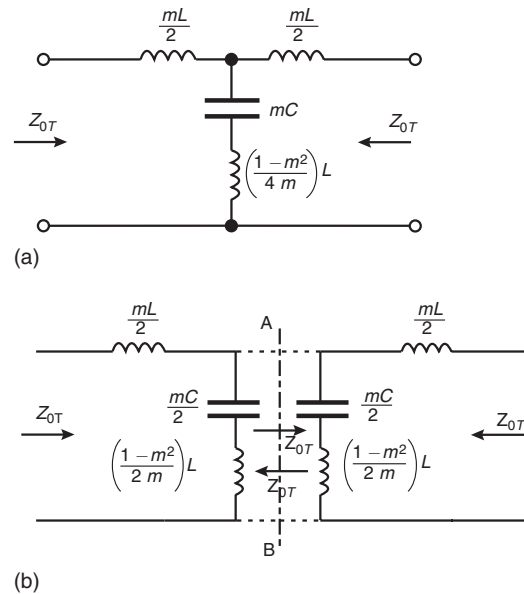 mL/2 mL/2
mC
Z0T Z0T
(1 – m²/4 m)L
(a)
A
mL/2 mL/2
mC/2 mC/2
Z0T Z0T Z0T
(1 – m²/2 m)L Z0T (1 – m²/2 m)L
B
(b)